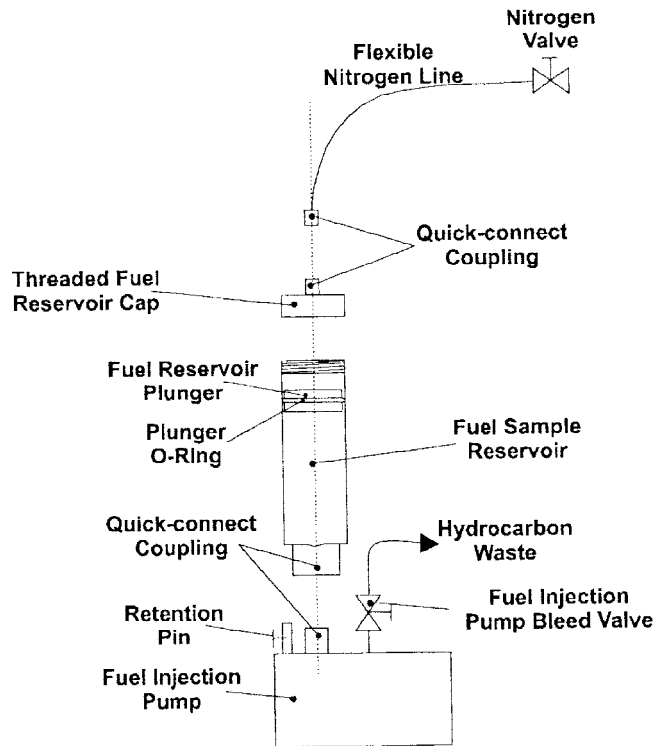 Nitrogen
Valve
Flexible
Nitrogen Line
Quick-connect
Coupling
Threaded Fuel
Reservoir Cap
Fuel Reservoir
Plunger
Plunger
O-Ring
Fuel Sample
Reservoir
Quick-connect
Coupling
Hydrocarbon
Waste
Fuel Injection
Pump Bleed Valve
Retention
Pin
Fuel Injection
Pump